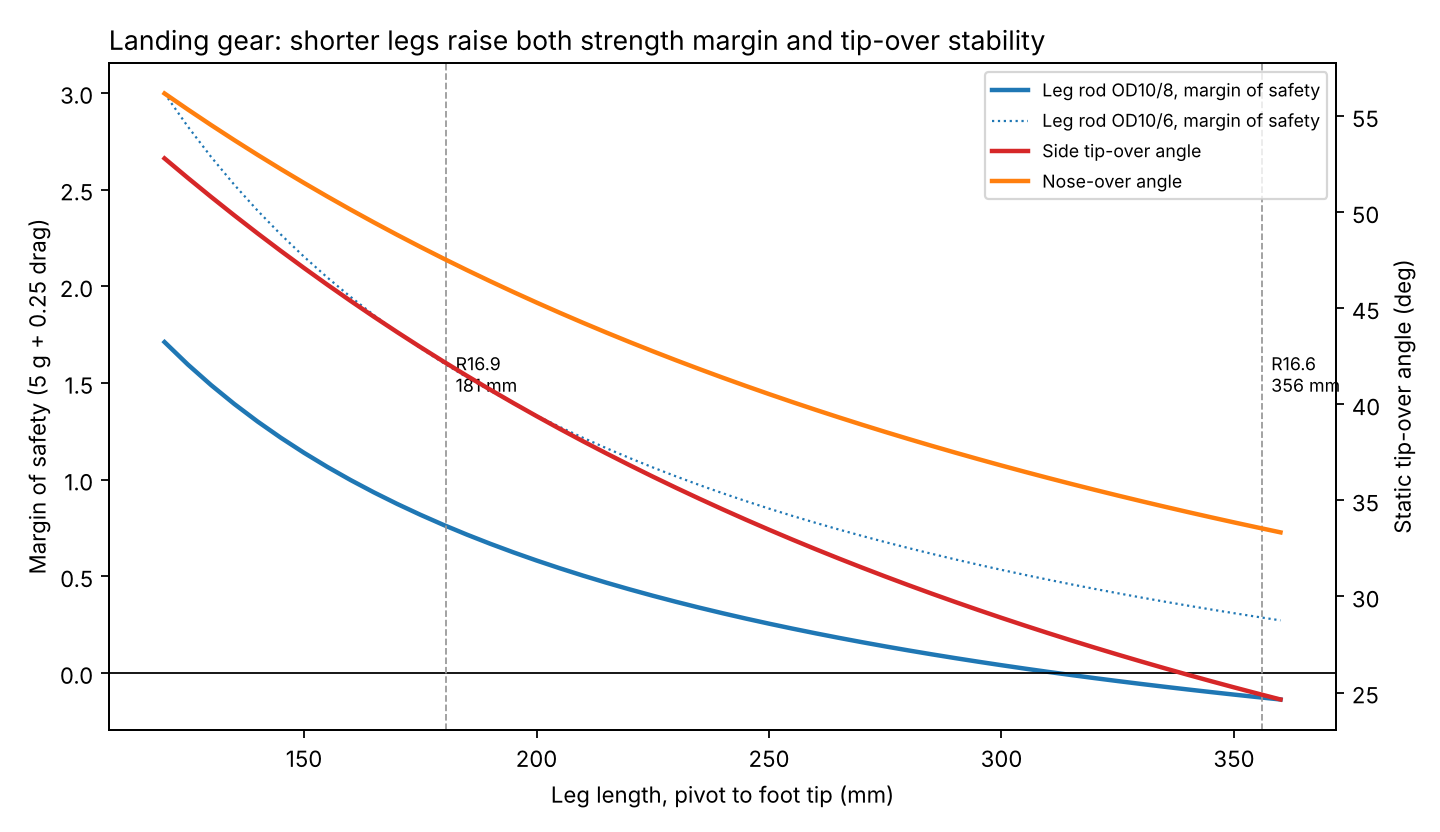 Landing gear: shorter legs raise both strength margin and tip-over stability
Leg rod OD10/8, margin of safety
Leg rod OD10/6, margin of safety
Side tip-over angle
Nose-over angle
3.0
2.5
2.0
1.5
1.0
0.5
0.0
Margin of safety (5 g + 0.25 drag)
R16.9
181 mm
R16.6
356 mm
55
50
45
40
35
30
25
Static tip-over angle (deg)
150
200
250
300
350
Leg length, pivot to foot tip (mm)